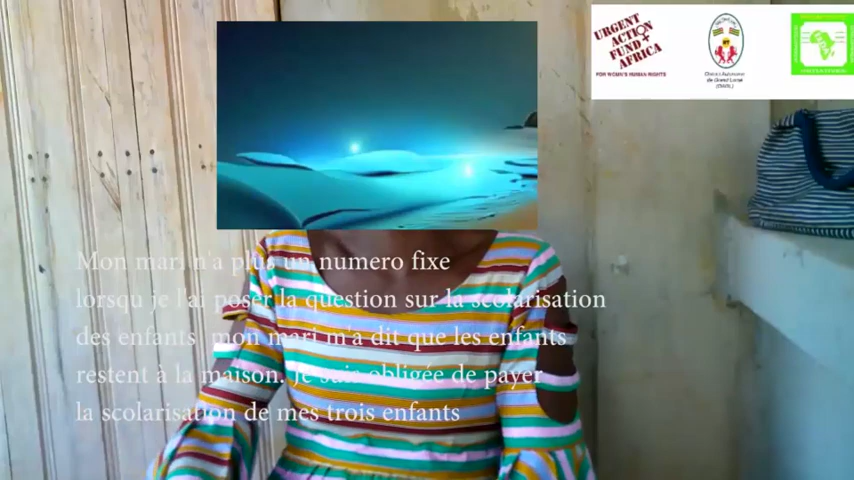 URGENT
ACTION
FUND
AFRICA
FOR WOMEN'S HUMAN RIGHTS
Mon mari n'a plus un numero fixe
lorsqu je l'ai poser la question sur la scolarisation
des enfants mon mari m'a dit que les enfants
restent à la maison. Je suis obligée de payer
la scolarisation de mes trois enfants